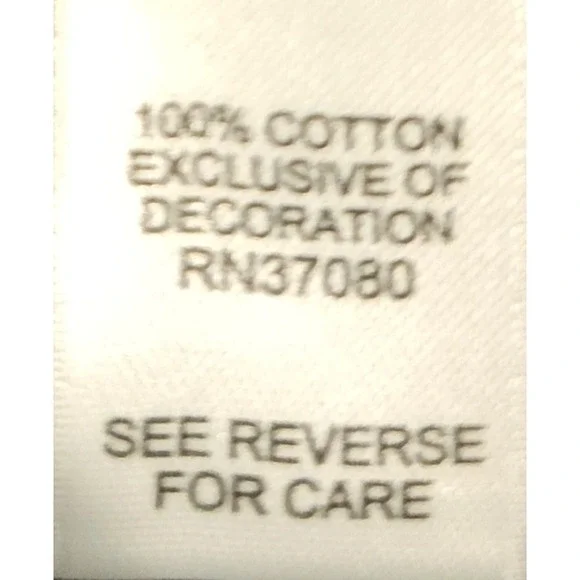 100% COTTON
EXCLUSIVE OF
DECORATION
RN37080
SEE REVERSE
FOR CARE